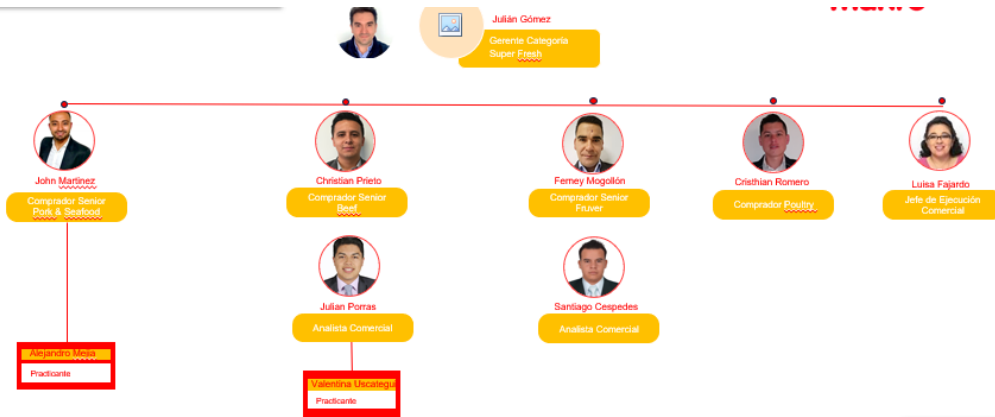 Julián Gómez
Gerente Categoría
Super Fresh
John Martinez
Comprador Senior
Pork & Seafood
Christian Prieto
Comprador Senior
Beef
Ferney Mogollón
Comprador Senior
Fruver
Cristhian Romero
Comprador Poultry
Luisa Fajardo
Jefe de Ejecución
Comercial
Julian Porras
Analista Comercial
Santiago Cespedes
Analista Comercial
Alejandro Mejia
Practicante
Valentina Uscategui
Practicante